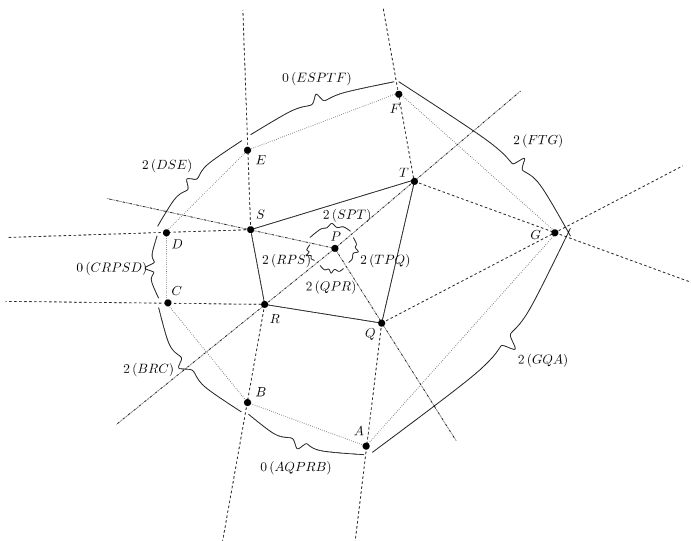 0 (ESPTF)
F
2 (FTG)
2 (DSE)
E
T
S
2 (SPT)
P
G
D
0 (CRPSD)
2 (RPS)
2 (TPQ)
2 (QPR)
C
R
Q
2 (GQA)
2 (BRC)
B
A
0 (AQPRB)